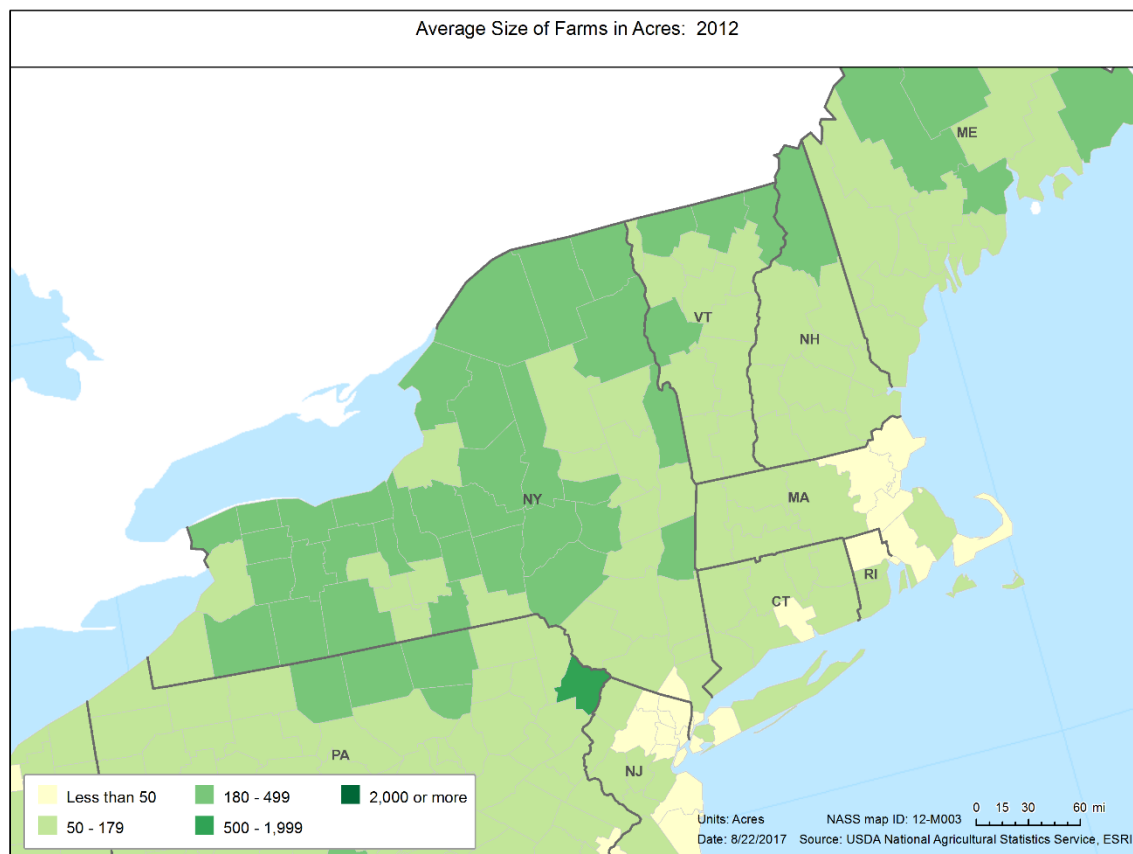 Average Size of Farms in Acres: 2012
ME
VT
NH
NY
MA
RI
CT
PA
NJ
Less than 50
180 - 499
2,000 or more
50 - 179
500 - 1,999
0 15 30 60 mi
Units: Acres NASS map ID: 12-M003
Date: 8/22/2017 Source: USDA National Agricultural Statistics Service, ESRI